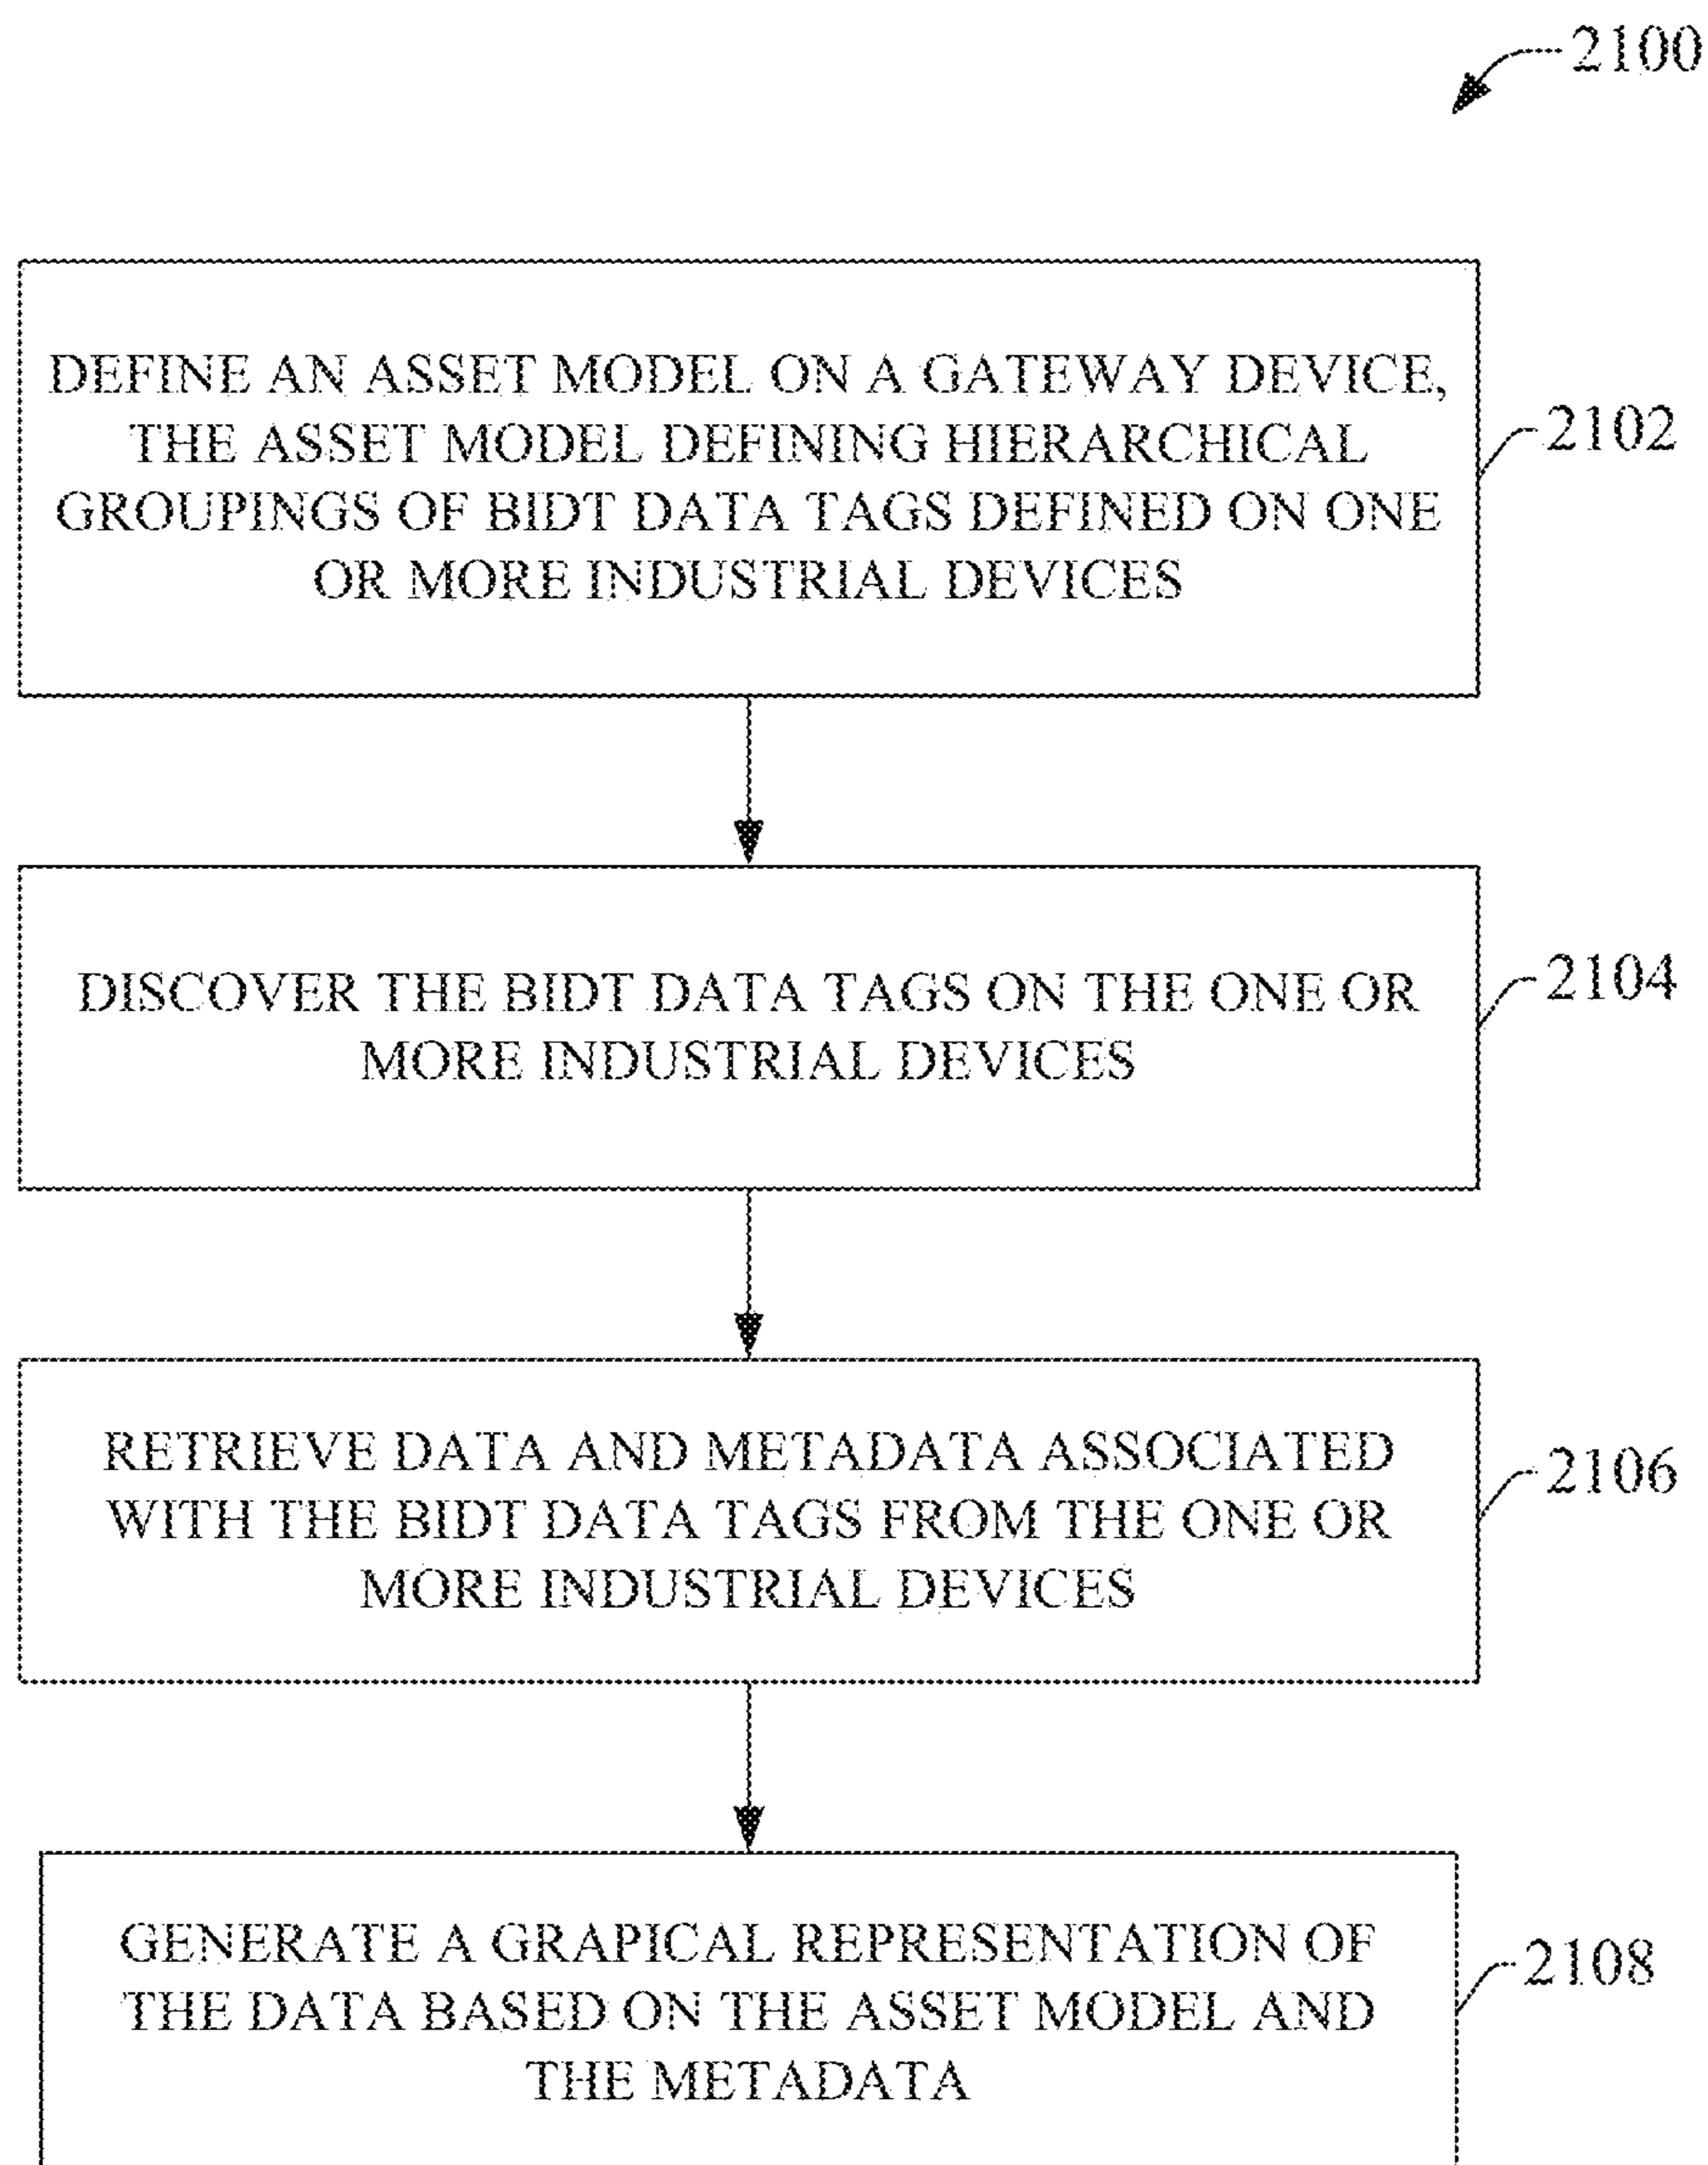 2100
DEFINE AN ASSET MODEL ON A GATEWAY DEVICE,
THE ASSET MODEL DEFINING HIERARCHICAL
GROUPINGS OF BIDT DATA TAGS DEFINED ON ONE
OR MORE INDUSTRIAL DEVICES
2102
DISCOVER THE BIDT DATA TAGS ON THE ONE OR
MORE INDUSTRIAL DEVICES
2104
RETRIEVE DATA AND METADATA ASSOCIATED
WITH THE BIDT DATA TAGS FROM THE ONE OR
MORE INDUSTRIAL DEVICES
2106
GENERATE A GRAPICAL REPRESENTATION OF
THE DATA BASED ON THE ASSET MODEL AND
THE METADATA
2108